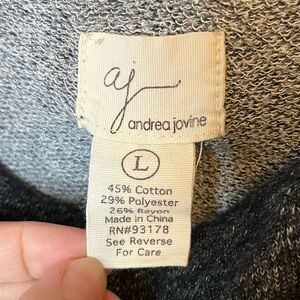 aj
andrea jovine
L
45% Cotton
29% Polyester
26% Rayon
Made in China
RN#93178
See Reverse
For Care